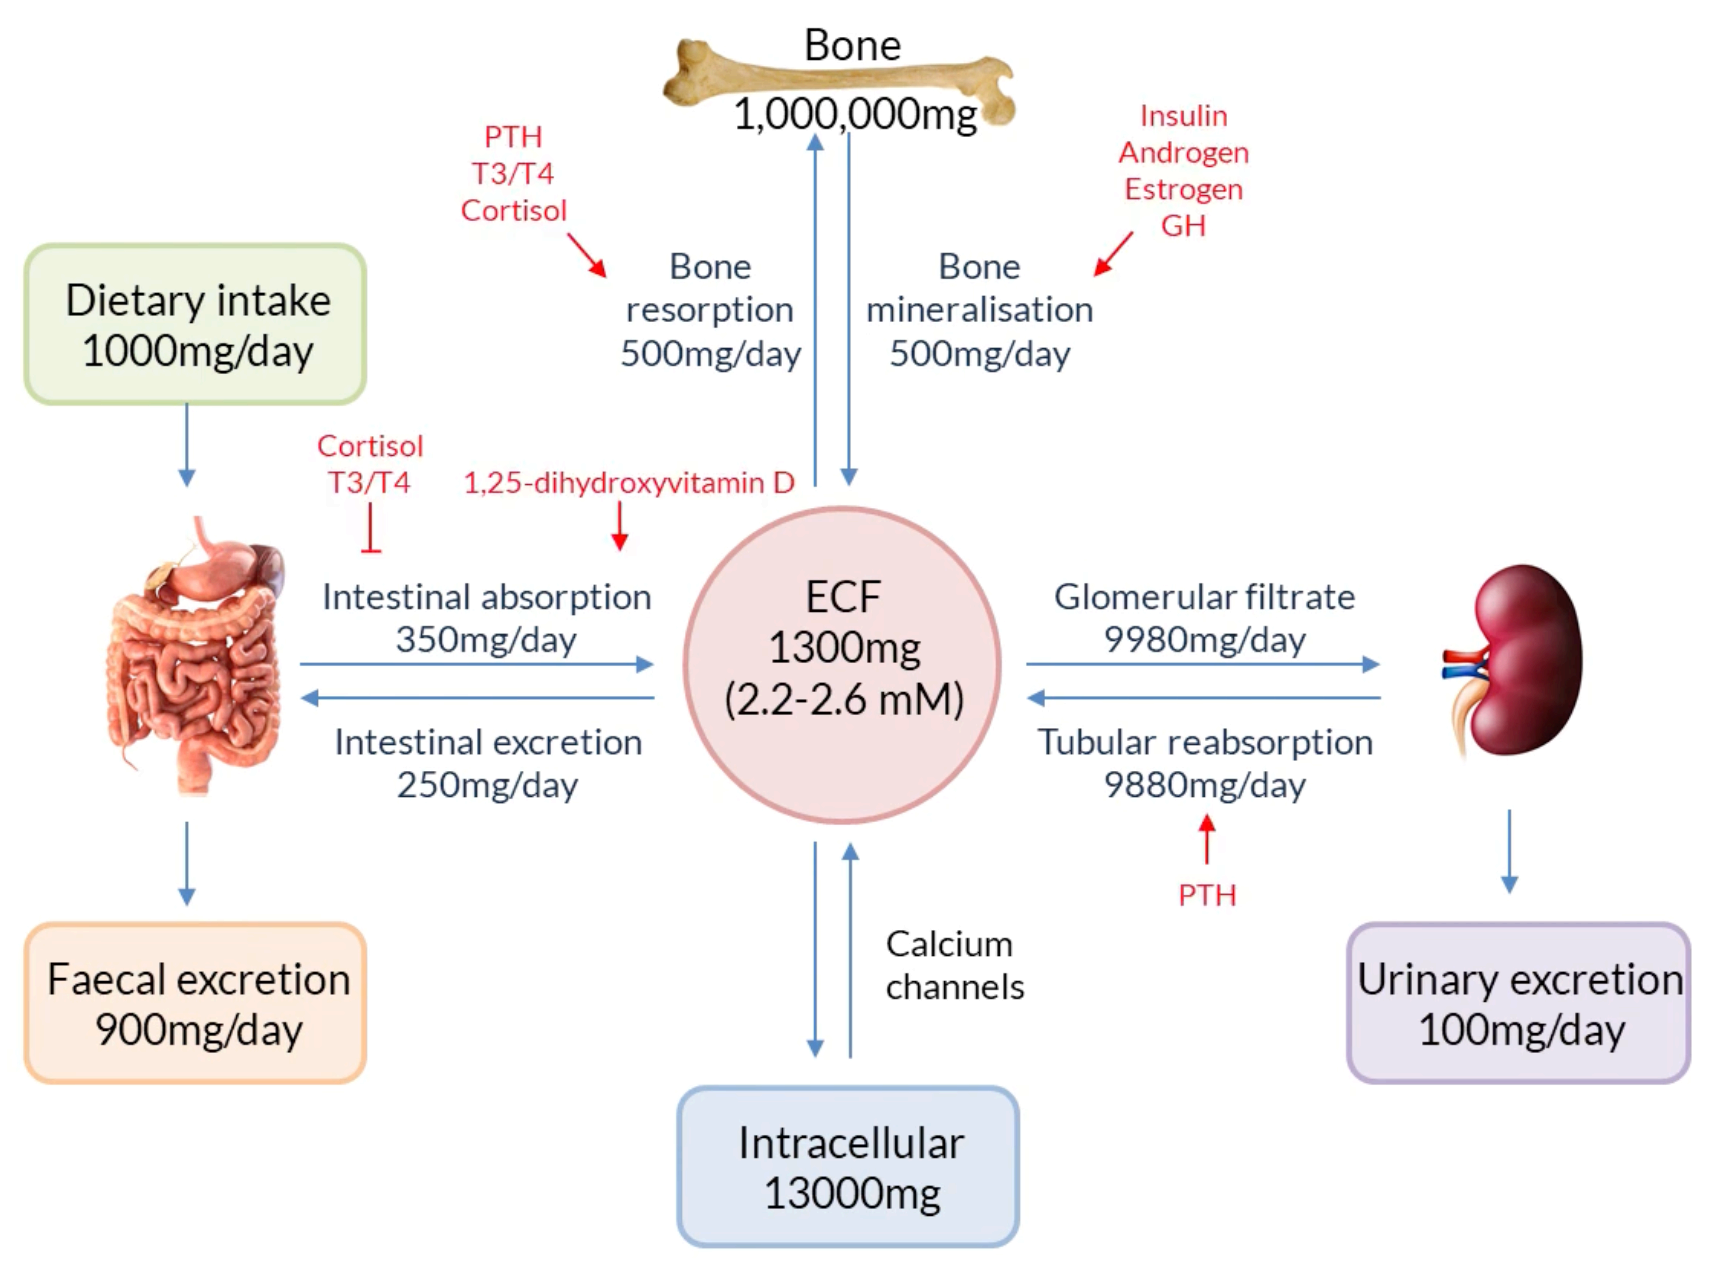 Bone
1,000,000mg
PTH
T3/T4
Cortisol
Insulin
Androgen
Estrogen
GH
Bone
resorption
500mg/day
Bone
mineralisation
500mg/day
Dietary intake
1000mg/day
Cortisol
T3/T4
1,25-dihydroxyvitamin D
Intestinal absorption
350mg/day
Intestinal excretion
250mg/day
ECF
1300mg
(2.2-2.6 mM)
Glomerular filtrate
9980mg/day
Tubular reabsorption
9880mg/day
PTH
Calcium
channels
Faecal excretion
900mg/day
Urinary excretion
100mg/day
Intracellular
13000mg